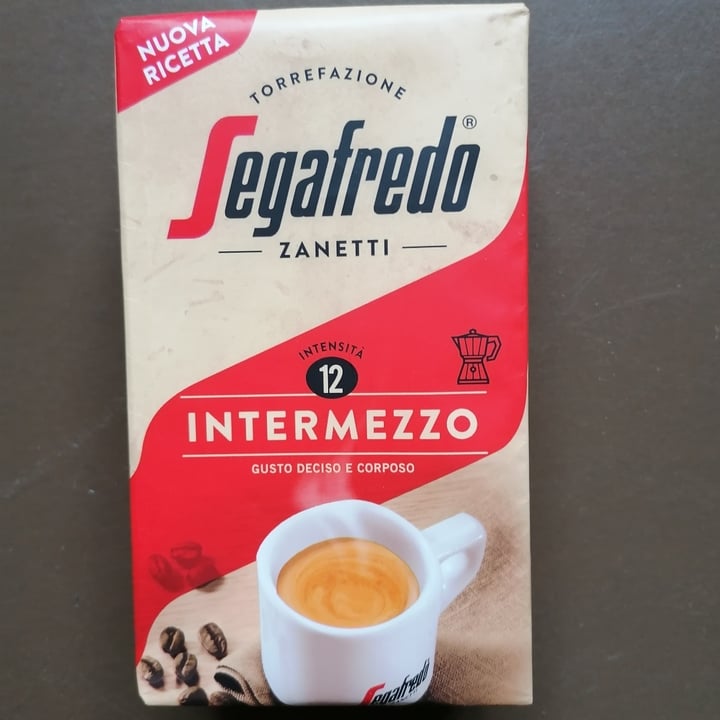 NUOVA
RICETTA
TORREFAZIONE
Segafredo®
ZANETTI
INTENSITÀ
12
INTERMEZZO
GUSTO DECISO E CORPOSO
Segafredo